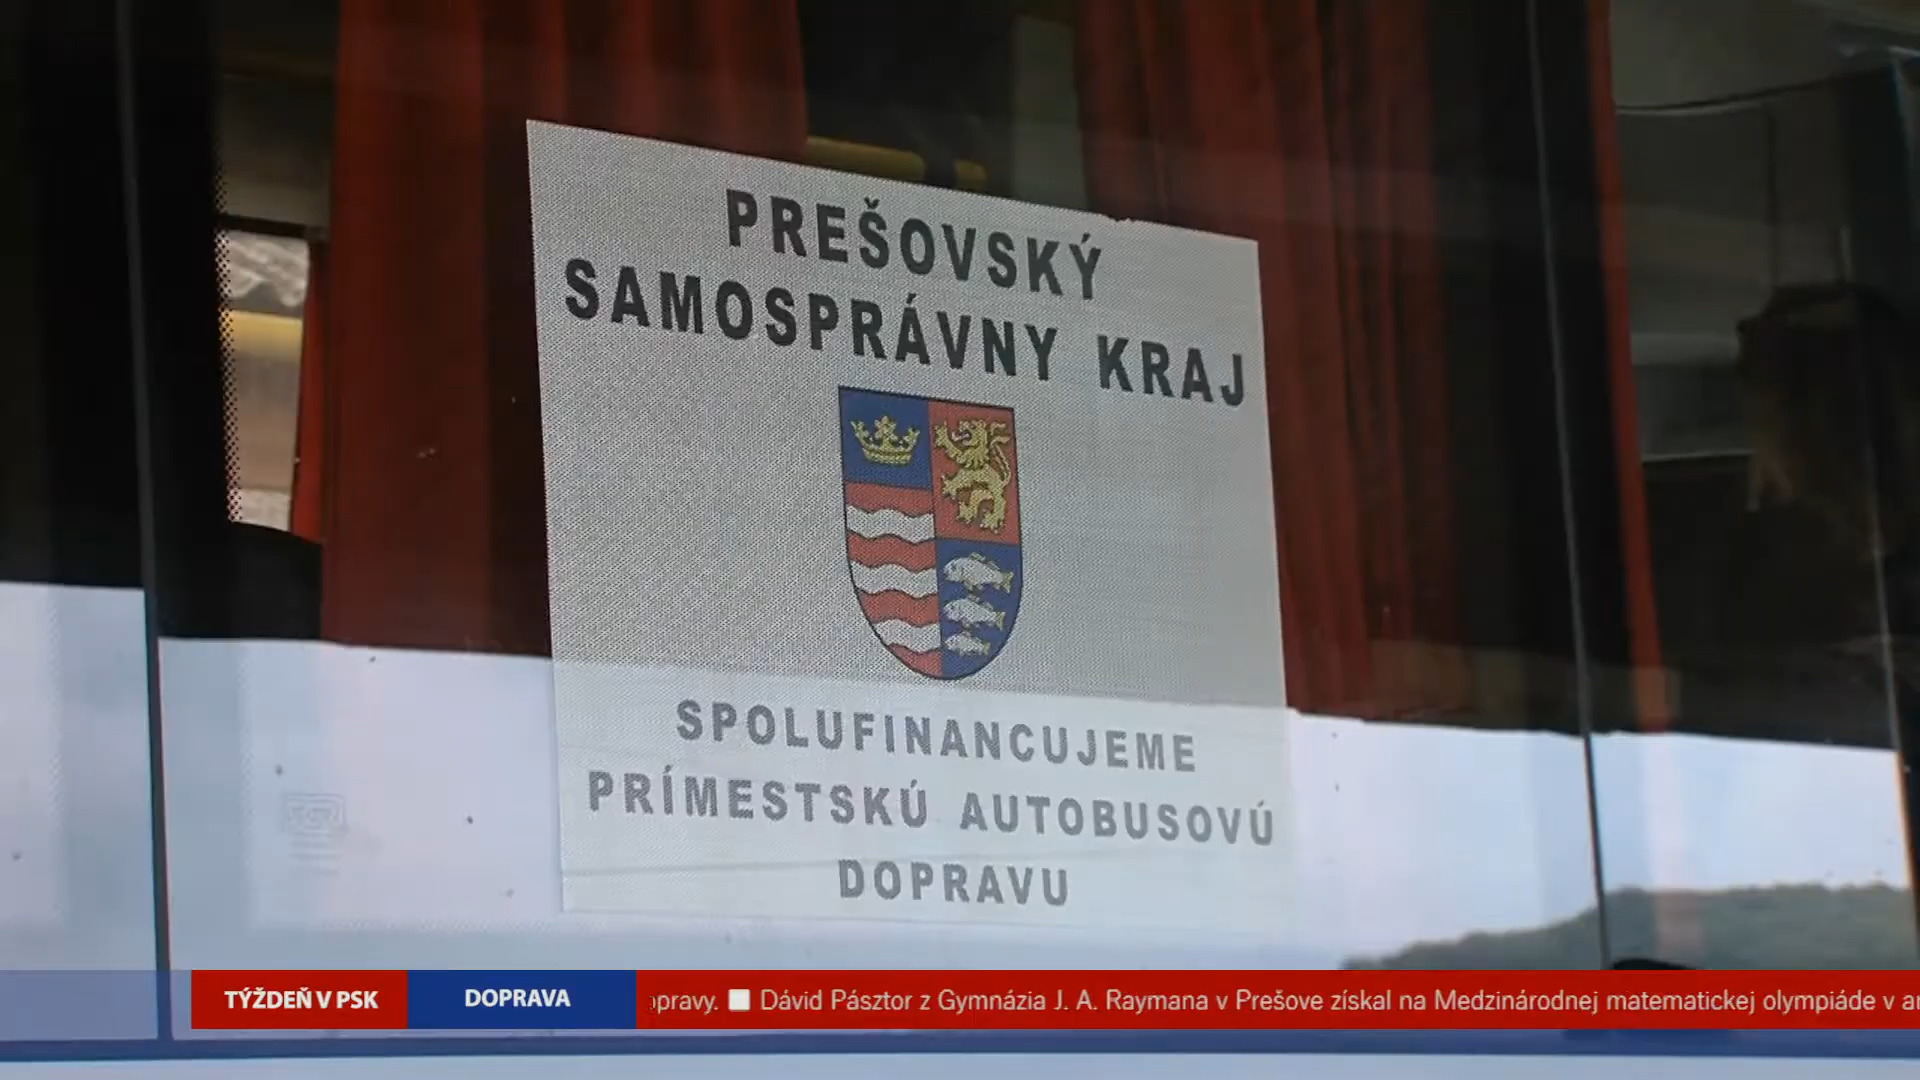 PREŠOVSKÝ
SAMOSPRÁVNY KRAJ
SPOLUFINANCUJEME
PRÍMESTSKÚ AUTOBUSOVÚ
DOPRAVU
TÝŽDEŇ V PSK
DOPRAVA
Dávid Pásztor z Gymnázia J. A. Raymana v Prešove získal na Medzinárodnej matematickej olympiáde v